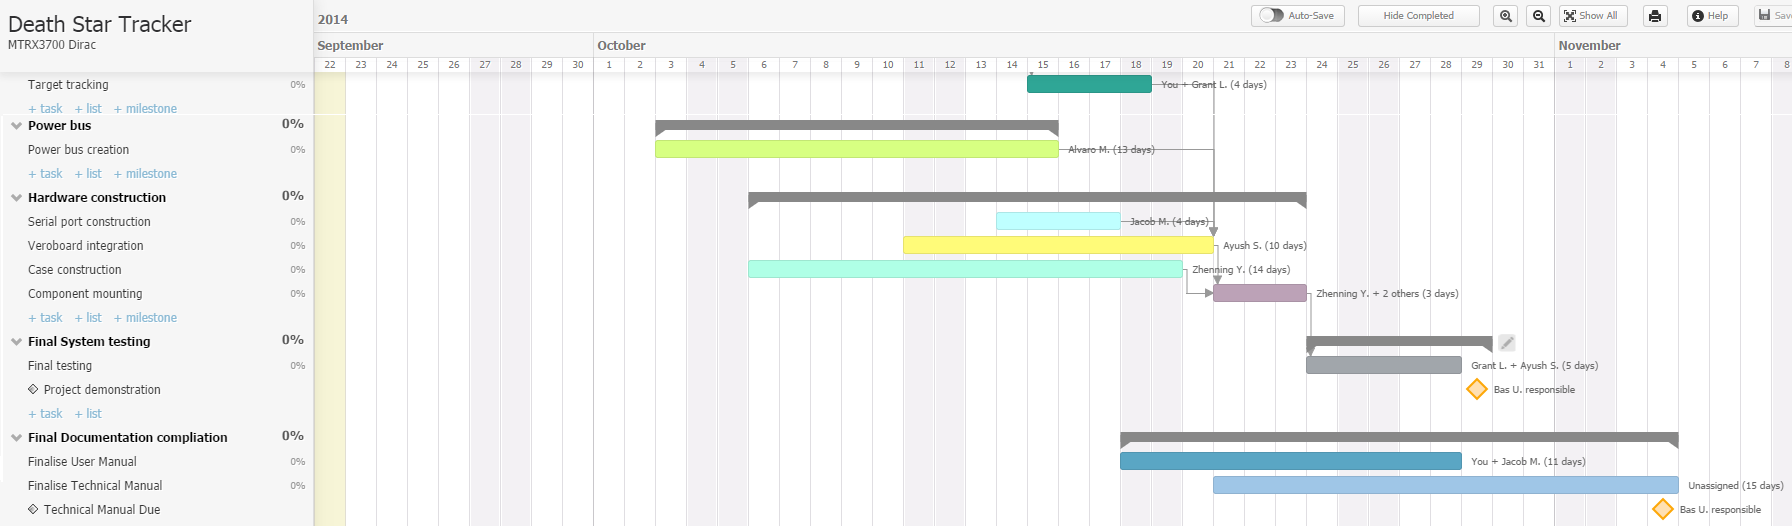 Death Star Tracker
MTRX3700 Dirac
2014
Auto-Save
Hide Completed
Show All
Help
Save
September
October
November
22 23 24 25 26 27 28 29 30 1 2 3 4 5 6 7 8 9 10 11 12 13 14 15 16 17 18 19 20 21 22 23 24 25 26 27 28 29 30 31 1 2 3 4 5 6 7 8
Target tracking 0% You + Grant L. (4 days)
+ task + list + milestone
Power bus 0%
Power bus creation 0% Alvaro M. (13 days)
+ task + list + milestone
Hardware construction 0%
Serial port construction 0% Jacob M. (4 days)
Veroboard integration 0% Ayush S. (10 days)
Case construction 0% Zhenning Y. (14 days)
Component mounting 0% Zhenning Y. + 2 others (3 days)
+ task + list + milestone
Final System testing 0%
Final testing 0% Grant L. + Ayush S. (5 days)
Project demonstration Bas U. responsible
+ task + list
Final Documentation compliation 0%
Finalise User Manual 0% You + Jacob M. (11 days)
Finalise Technical Manual 0% Unassigned (15 days)
Technical Manual Due Bas U. responsible